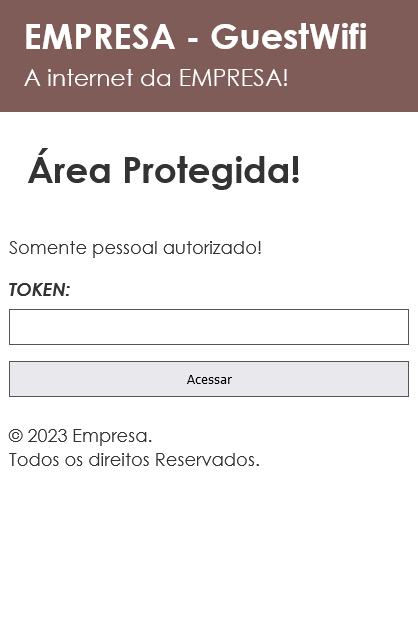 EMPRESA - GuestWifi
A internet da EMPRESA!
Área Protegida!
Somente pessoal autorizado!
TOKEN:
Acessar
© 2023 Empresa.
Todos os direitos Reservados.